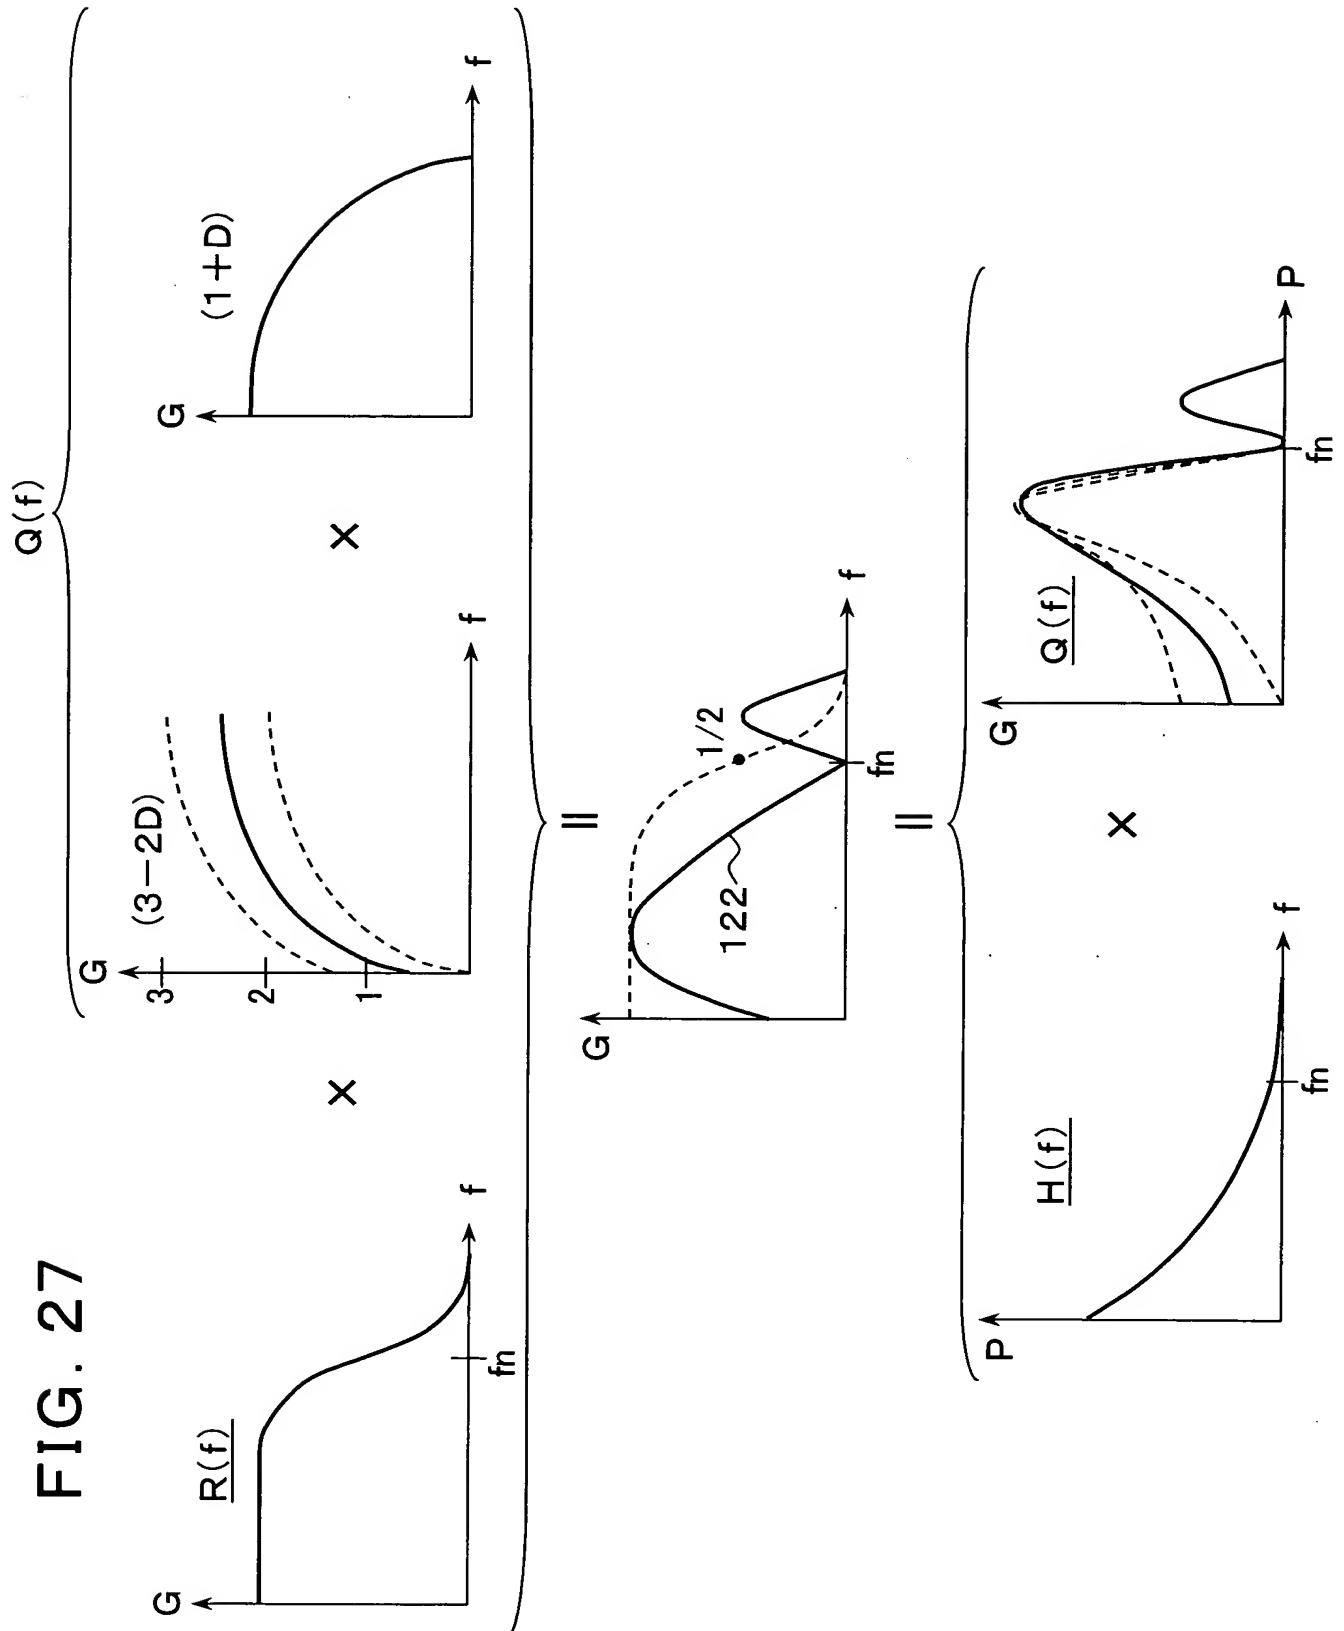 FIG. 27
Q(f)
R(f)
G
fn
f
×
(3−2D)
G
3
2
1
f
×
(1+D)
G
f
=
G
122
1/2
fn
f
=
H(f)
P
fn
f
×
Q(f)
G
fn
P